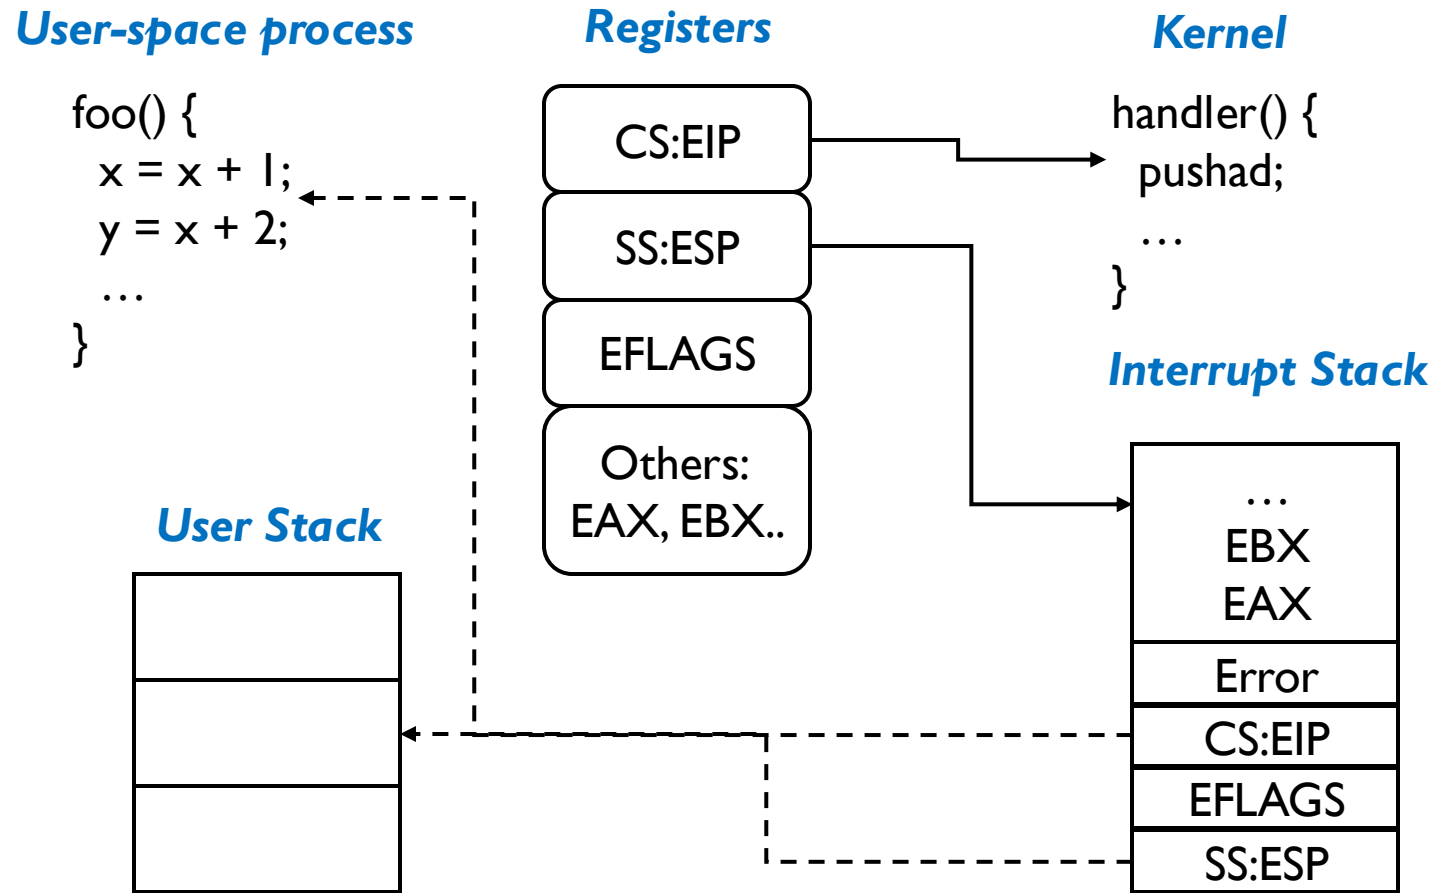 User-space process
foo() {
x = x + 1;
y = x + 2;
…
}
User Stack
Registers
CS:EIP
SS:ESP
EFLAGS
Others:
EAX, EBX..
Kernel
handler() {
pushad;
…
}
Interrupt Stack
…
EBX
EAX
Error
CS:EIP
EFLAGS
SS:ESP